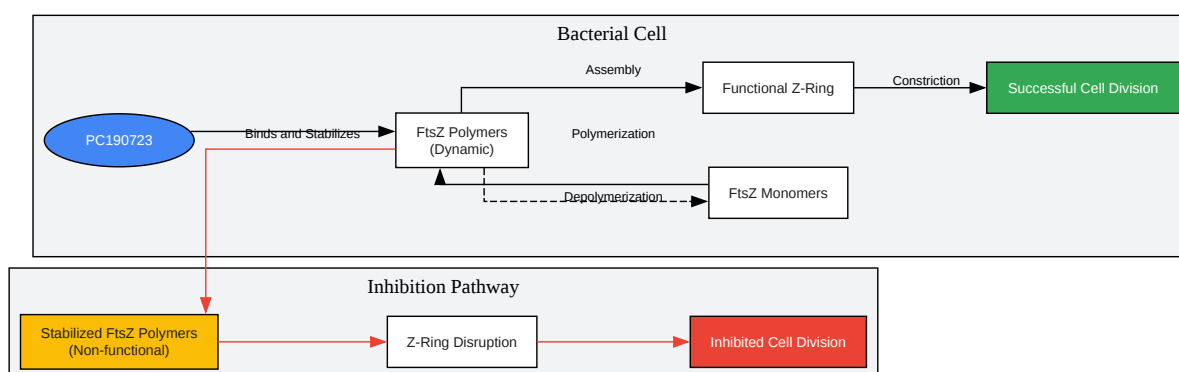 Bacterial Cell
Assembly
Functional Z-Ring
Constriction
Successful Cell Division
PC190723
Binds and Stabilizes
FtsZ Polymers
(Dynamic)
Polymerization
Depolymerization
FtsZ Monomers
Inhibition Pathway
Stabilized FtsZ Polymers
(Non-functional)
Z-Ring Disruption
Inhibited Cell Division